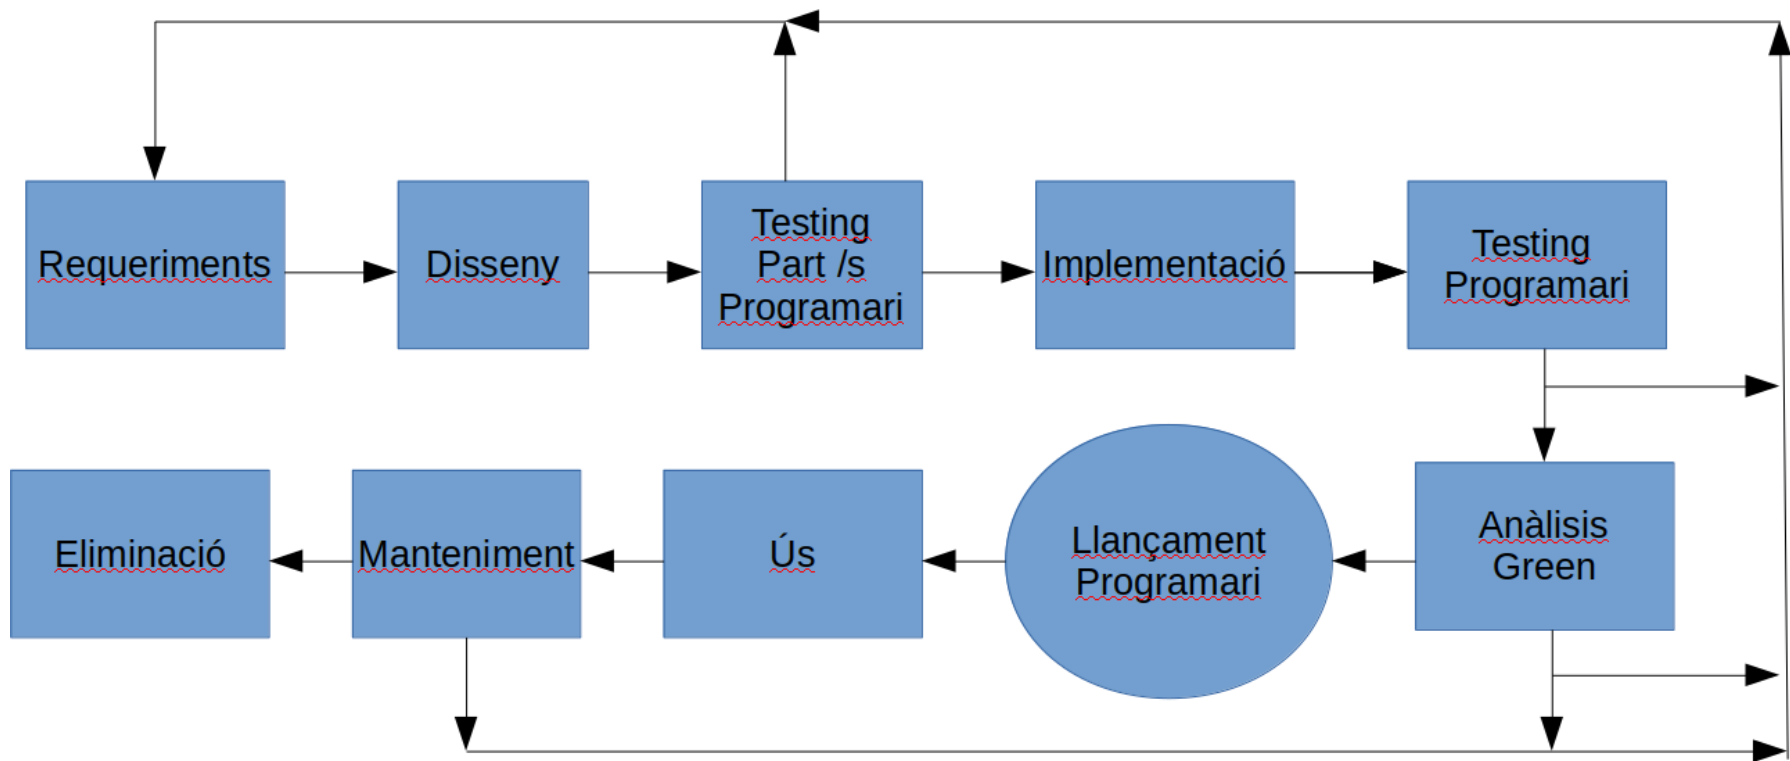 Requeriments
Disseny
Testing
Part /s
Programari
Implementació
Testing
Programari
Eliminació
Manteniment
Ús
Llançament
Programari
Anàlisis
Green